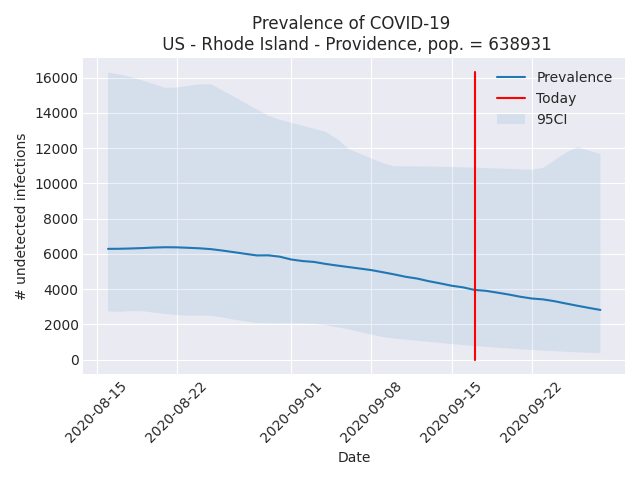 Prevalence of COVID-19
US - Rhode Island - Providence, pop. = 638931
Prevalence
Today
95CI
16000
14000
12000
10000
8000
6000
4000
2000
0
# undetected infections
2020-08-15
2020-08-22
2020-09-01
2020-09-08
2020-09-15
2020-09-22
Date